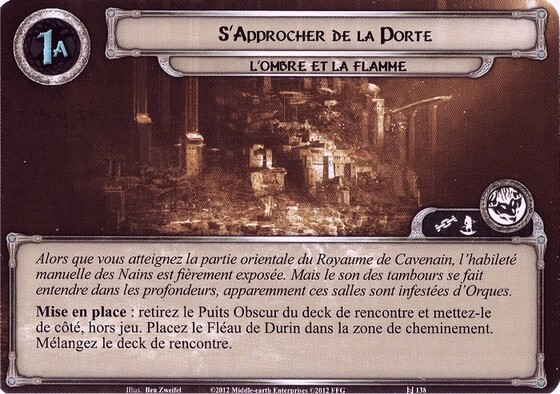 1A
S'Approcher de la Porte
L'ombre et la flamme
Alors que vous atteignez la partie orientale du Royaume de Cavenain, l'habileté
manuelle des Nains est fièrement exposée. Mais le son des tambours se fait
entendre dans les profondeurs, apparemment ces salles sont infestées d'Orques.
Mise en place : retirez le Puits Obscur du deck de rencontre et mettez-le
de côté, hors jeu. Placez le Fléau de Durin dans la zone de cheminement.
Mélangez le deck de rencontre.
Illus. Ben Zweifel ©2012 Middle-earth Enterprises ©2012 FFG 138